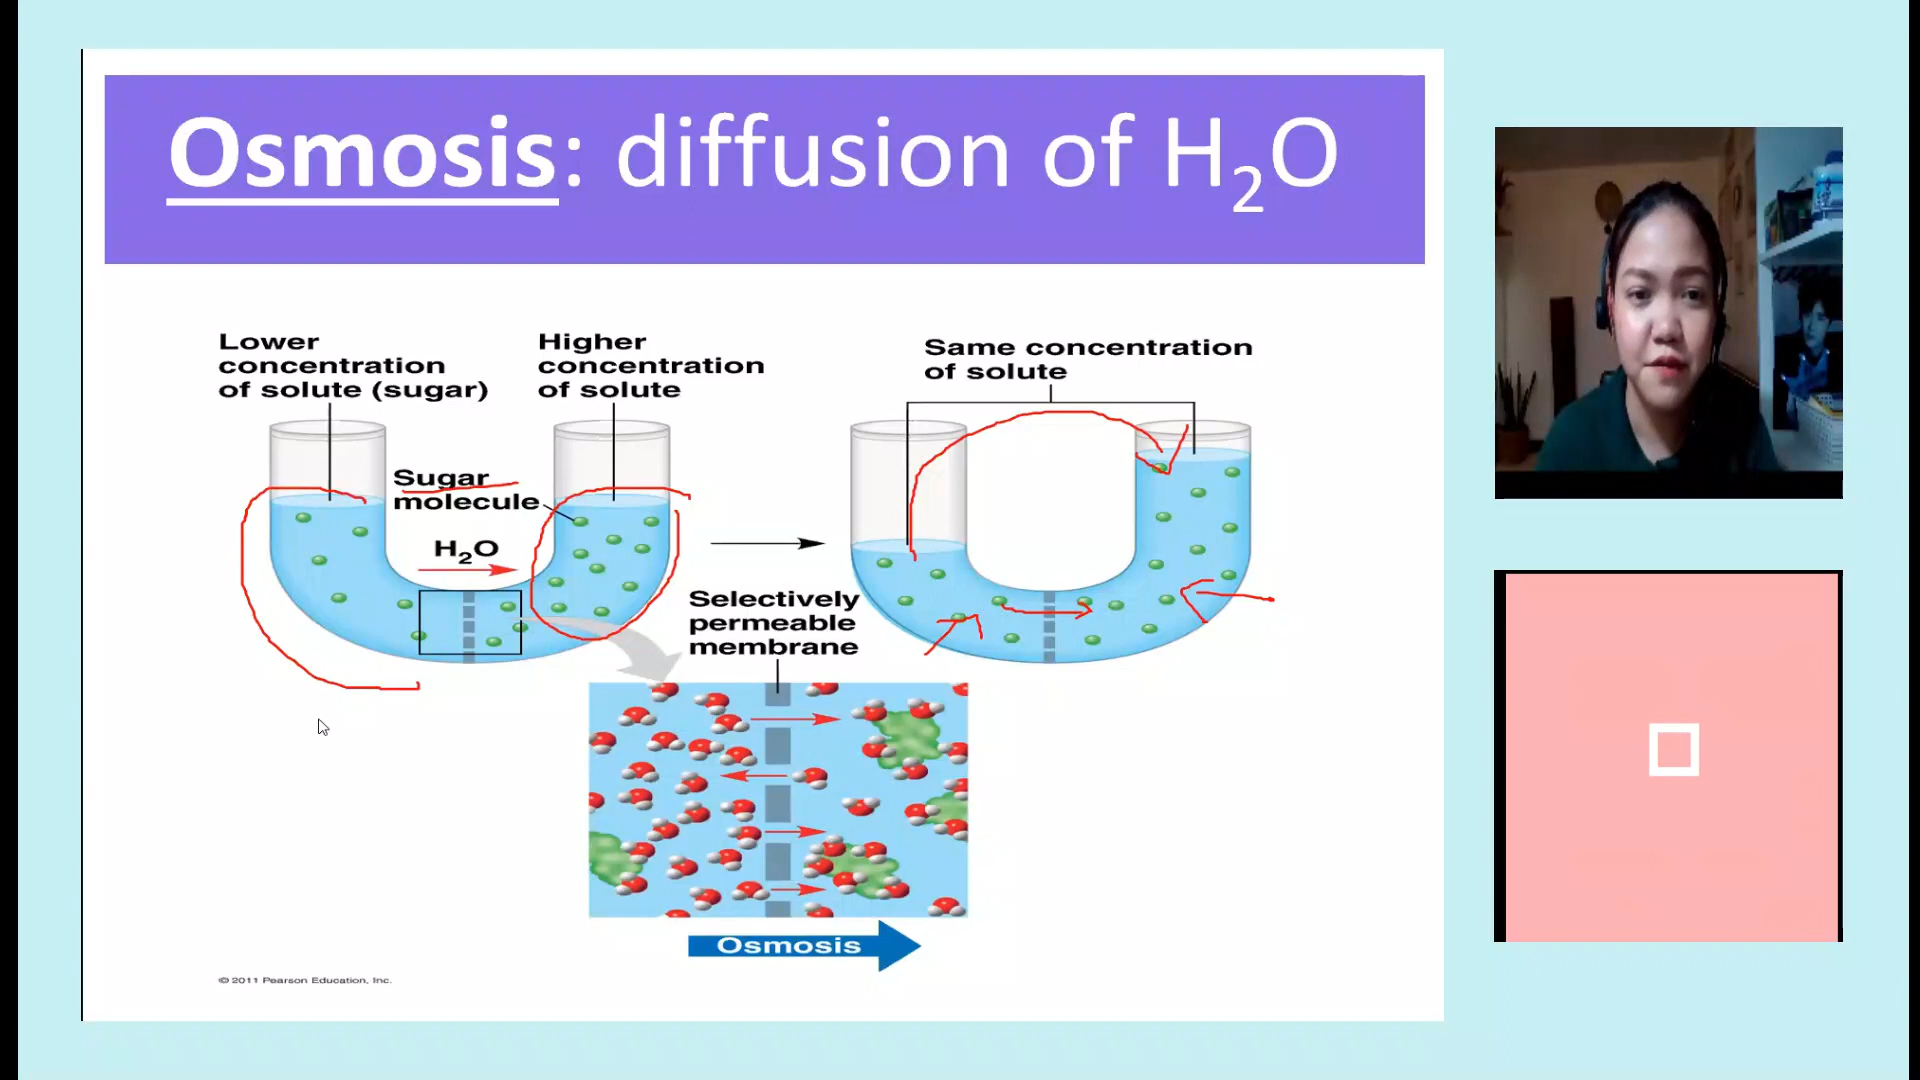 Osmosis: diffusion of H₂O
Lower
concentration
of solute (sugar)
Higher
concentration
of solute
Same concentration
of solute
Sugar
molecule
H₂O
Selectively
permeable
membrane
Osmosis
© 2011 Pearson Education, Inc.